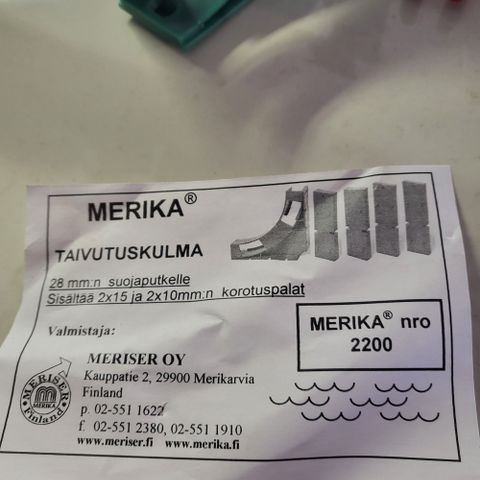 MERIKA®
TAIVUTUSKULMA
28 mm:n suojaputkelle
Sisältää 2x15 ja 2x10mm:n korotuspalat
MERIKA® nro
2200
Valmistaja:
MERISER OY
Kauppatie 2, 29900 Merikarvia
Finland
p. 02-551 1622
f. 02-551 2380, 02-551 1910
www.meriser.fi www.merika.fi
MERISER
MERIKA
Finland